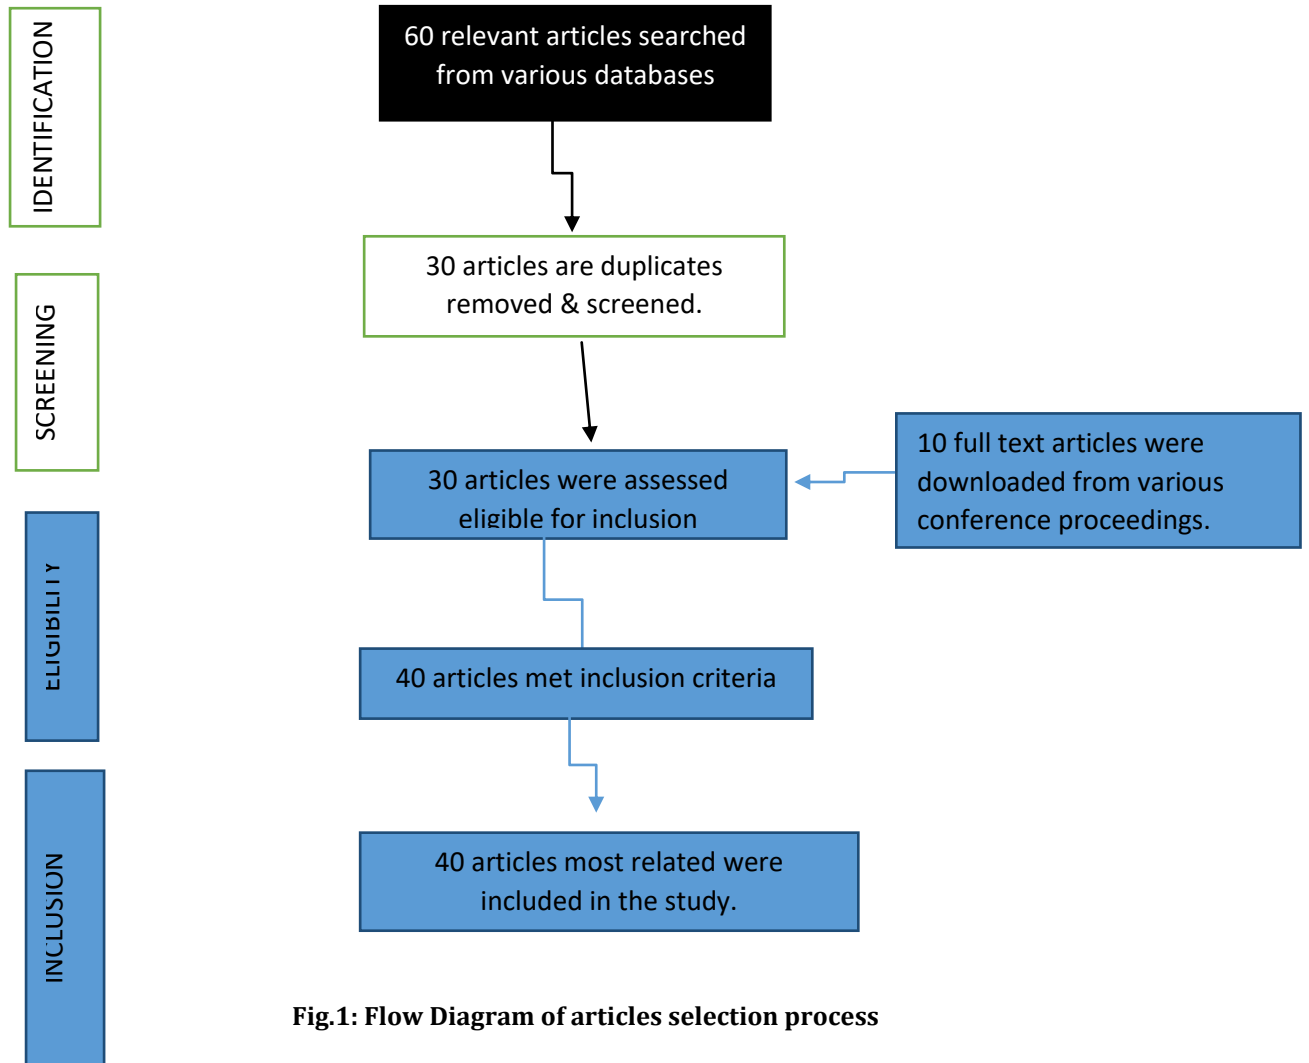 IDENTIFICATION
60 relevant articles searched
from various databases
SCREENING
30 articles are duplicates
removed & screened.
ELIGIBILITY
30 articles were assessed
eligible for inclusion
10 full text articles were
downloaded from various
conference proceedings.
40 articles met inclusion criteria
INCLUSION
40 articles most related were
included in the study.
Fig.1: Flow Diagram of articles selection process